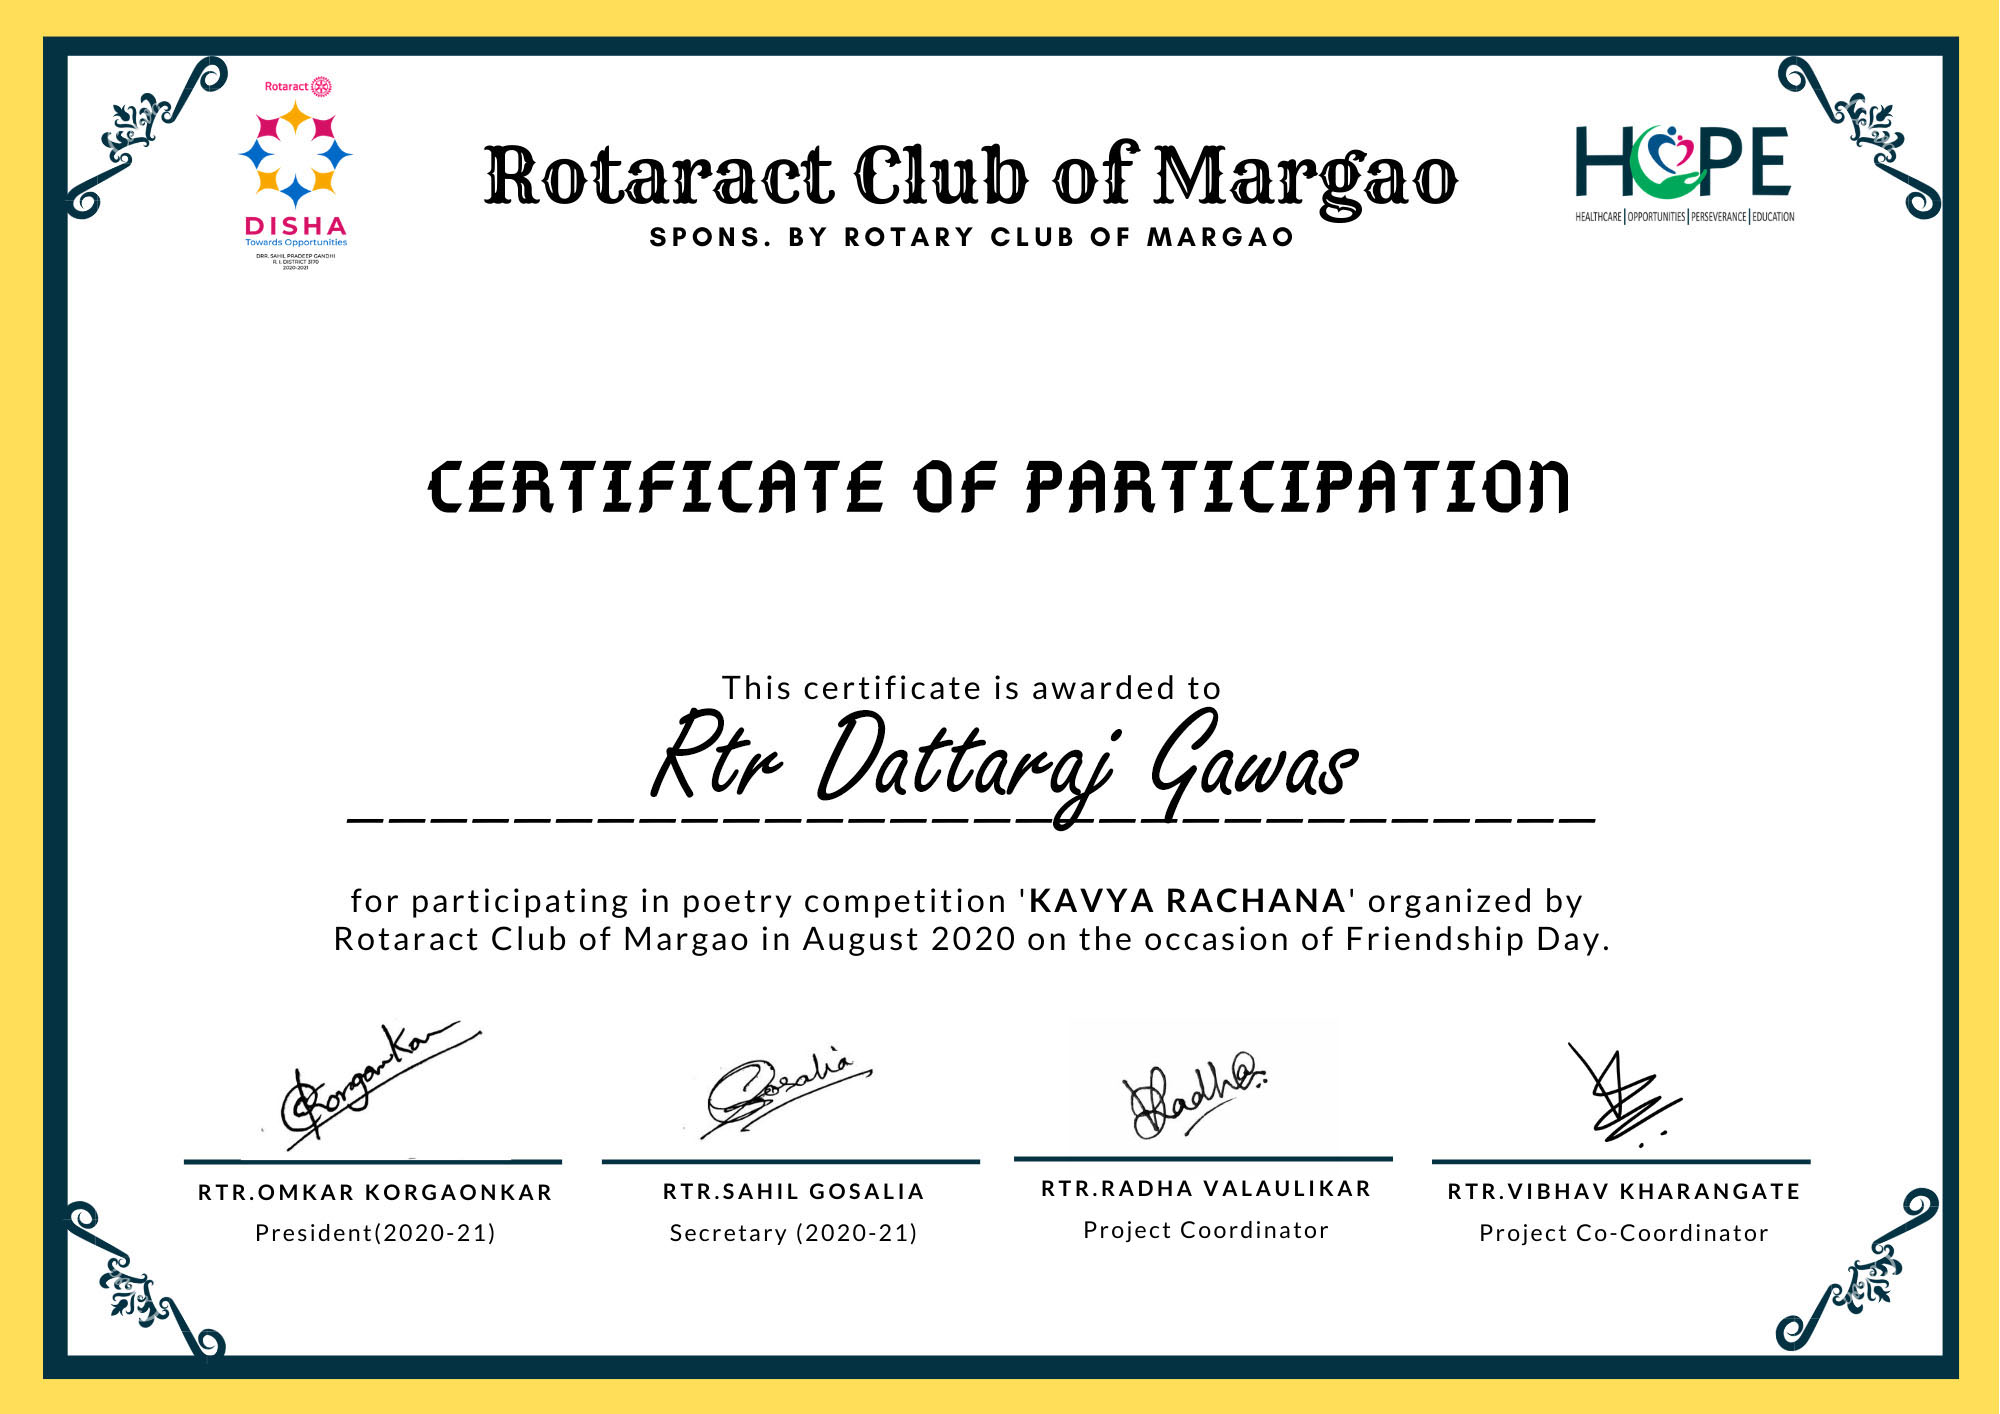 Rotaract
DISHA
Towards Opportunities
DRR. SAHIL PRADEEP GANDHI
R. I. DISTRICT 3170
2020-2021
Rotaract Club of Margao
SPONS. BY ROTARY CLUB OF MARGAO
HOPE
HEALTHCARE | OPPORTUNITIES | PERSEVERANCE | EDUCATION
CERTIFICATE OF PARTICIPATION
This certificate is awarded to
Rtr Dattaraj Gawas
for participating in poetry competition 'KAVYA RACHANA' organized by
Rotaract Club of Margao in August 2020 on the occasion of Friendship Day.
Korgankar
Gosalia
Radha
RTR.OMKAR KORGAONKAR
President(2020-21)
RTR.SAHIL GOSALIA
Secretary (2020-21)
RTR.RADHA VALAULIKAR
Project Coordinator
RTR.VIBHAV KHARANGATE
Project Co-Coordinator